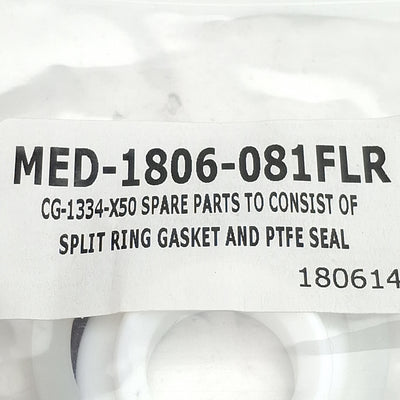 MED-1806-081FLR
CG-1334-X50 SPARE PARTS TO CONSIST OF
SPLIT RING GASKET AND PTFE SEAL
180614